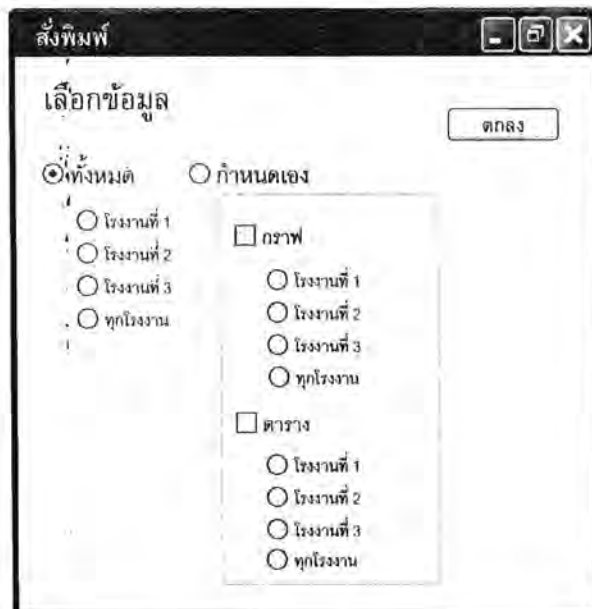 สั่งพิมพ์
เลือกข้อมูล
ตกลง
ทั้งหมด
กำหนดเอง
โรงงานที่ 1
โรงงานที่ 2
โรงงานที่ 3
ทุกโรงงาน
กราฟ
โรงงานที่ 1
โรงงานที่ 2
โรงงานที่ 3
ทุกโรงงาน
ตาราง
โรงงานที่ 1
โรงงานที่ 2
โรงงานที่ 3
ทุกโรงงาน